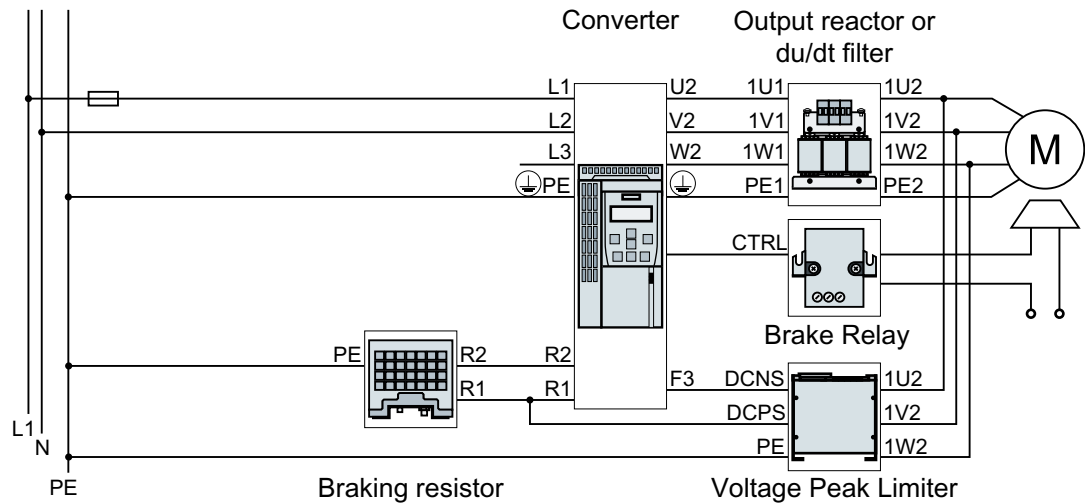 Converter
Output reactor or
du/dt filter
L1 U2 1U1 1U2
L2 V2 1V1 1V2
L3 W2 1W1 1W2
PE PE1 PE2
M
CTRL
Brake Relay
PE R2 R2
R1 R1
F3 DCNS 1U2
DCPS 1V2
PE 1W2
L1
N
PE
Braking resistor
Voltage Peak Limiter